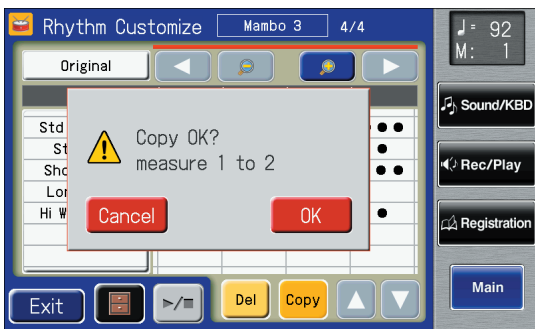 Rhythm Customize Mambo 3 4/4
♩= 92
M: 1
Original
Std
St
Sho
Lon
Hi W
Copy OK?
measure 1 to 2
Cancel OK
Sound/KBD
Rec/Play
Registration
Main
Exit
Del Copy